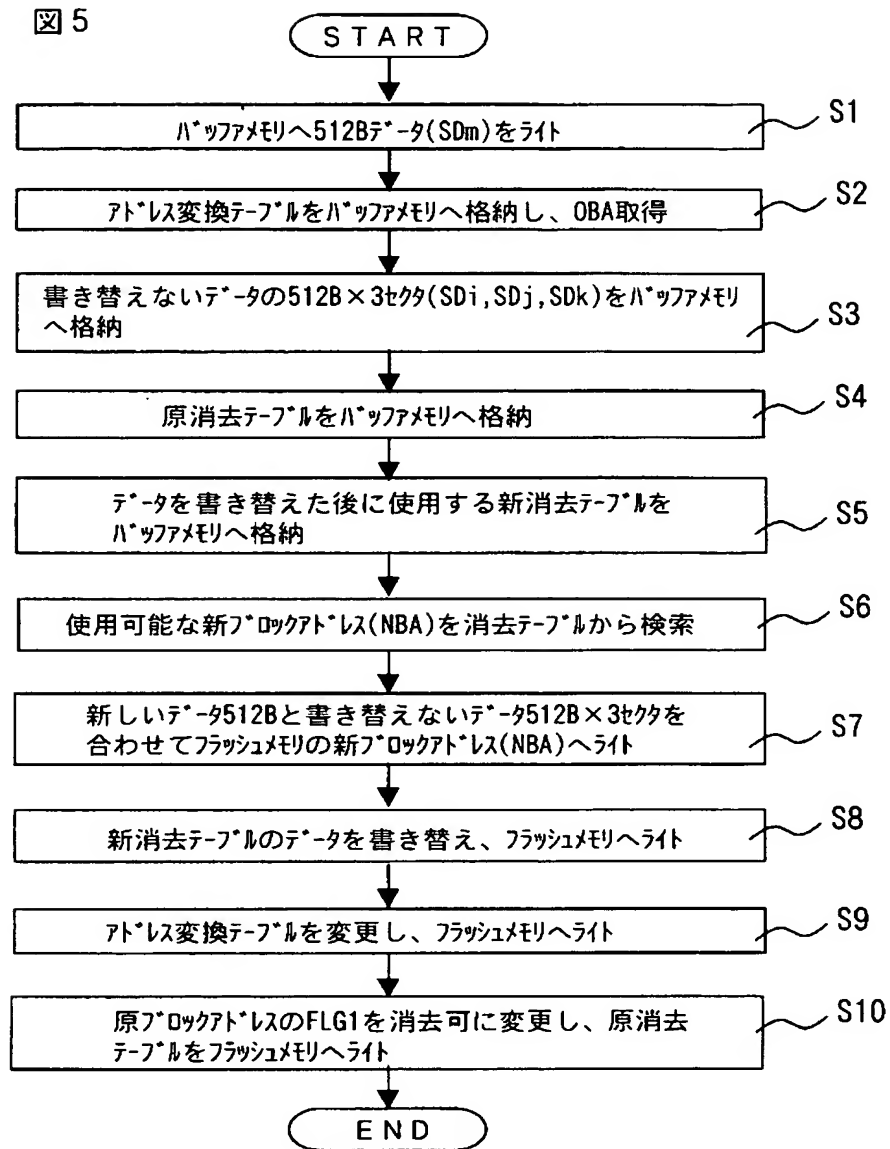 図5
START
ﾊﾞｯﾌｧﾒﾓﾘへ512Bﾃﾞｰﾀ(SDm)をﾗｲﾄ
S1
ｱﾄﾞﾚｽ変換ﾃｰﾌﾞﾙをﾊﾞｯﾌｧﾒﾓﾘへ格納し、OBA取得
S2
書き替えないﾃﾞｰﾀの512B×3ｾｸﾀ(SDi,SDj,SDk)をﾊﾞｯﾌｧﾒﾓﾘ
へ格納
S3
原消去ﾃｰﾌﾞﾙをﾊﾞｯﾌｧﾒﾓﾘへ格納
S4
ﾃﾞｰﾀを書き替えた後に使用する新消去ﾃｰﾌﾞﾙを
ﾊﾞｯﾌｧﾒﾓﾘへ格納
S5
使用可能な新ﾌﾞﾛｯｸｱﾄﾞﾚｽ(NBA)を消去ﾃｰﾌﾞﾙから検索
S6
新しいﾃﾞｰﾀ512Bと書き替えないﾃﾞｰﾀ512B×3ｾｸﾀを
合わせてﾌﾗｯｼｭﾒﾓﾘの新ﾌﾞﾛｯｸｱﾄﾞﾚｽ(NBA)へﾗｲﾄ
S7
新消去ﾃｰﾌﾞﾙのﾃﾞｰﾀを書き替え、ﾌﾗｯｼｭﾒﾓﾘへﾗｲﾄ
S8
ｱﾄﾞﾚｽ変換ﾃｰﾌﾞﾙを変更し、ﾌﾗｯｼｭﾒﾓﾘへﾗｲﾄ
S9
原ﾌﾞﾛｯｸｱﾄﾞﾚｽのFLG1を消去可に変更し、原消去
ﾃｰﾌﾞﾙをﾌﾗｯｼｭﾒﾓﾘへﾗｲﾄ
S10
END